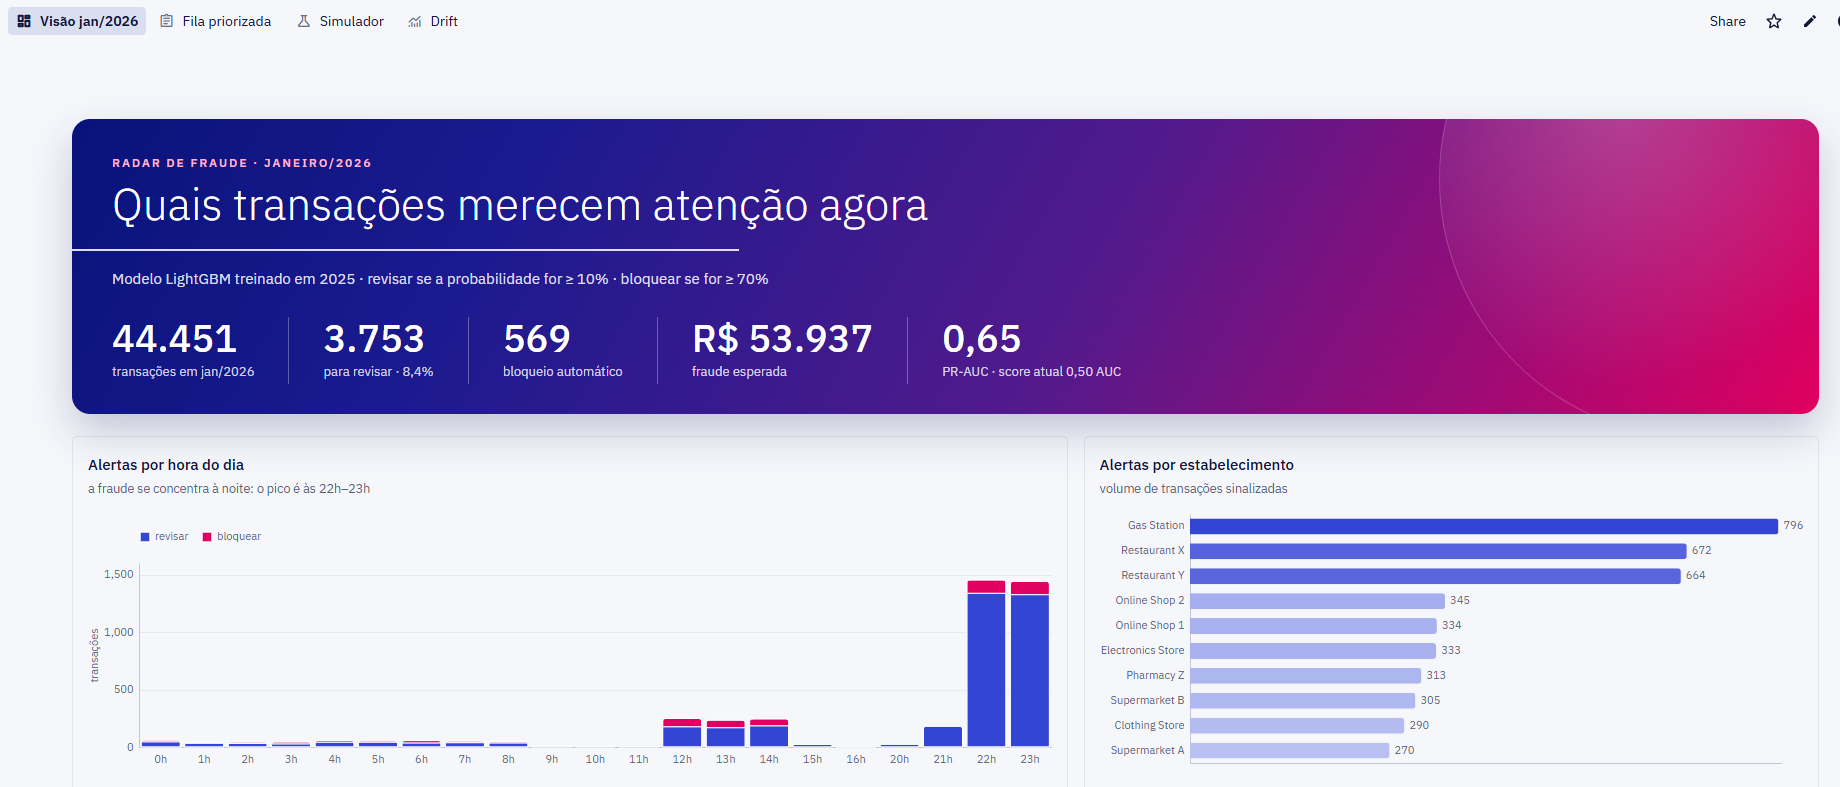 Visão jan/2026
Fila priorizada
Simulador
Drift
Share
RADAR DE FRAUDE · JANEIRO/2026
Quais transações merecem atenção agora
Modelo LightGBM treinado em 2025 · revisar se a probabilidade for ≥ 10% · bloquear se for ≥ 70%
44.451
transações em jan/2026
3.753
para revisar · 8,4%
569
bloqueio automático
R$ 53.937
fraude esperada
0,65
PR-AUC · score atual 0,50 AUC
Alertas por hora do dia
a fraude se concentra à noite: o pico é às 22h–23h
revisar
bloquear
transações
1,500
1,000
500
0
0h 1h 2h 3h 4h 5h 6h 7h 8h 9h 10h 11h 12h 13h 14h 15h 16h 20h 21h 22h 23h
Alertas por estabelecimento
volume de transações sinalizadas
Gas Station 796
Restaurant X 672
Restaurant Y 664
Online Shop 2 345
Online Shop 1 334
Electronics Store 333
Pharmacy Z 313
Supermarket B 305
Clothing Store 290
Supermarket A 270